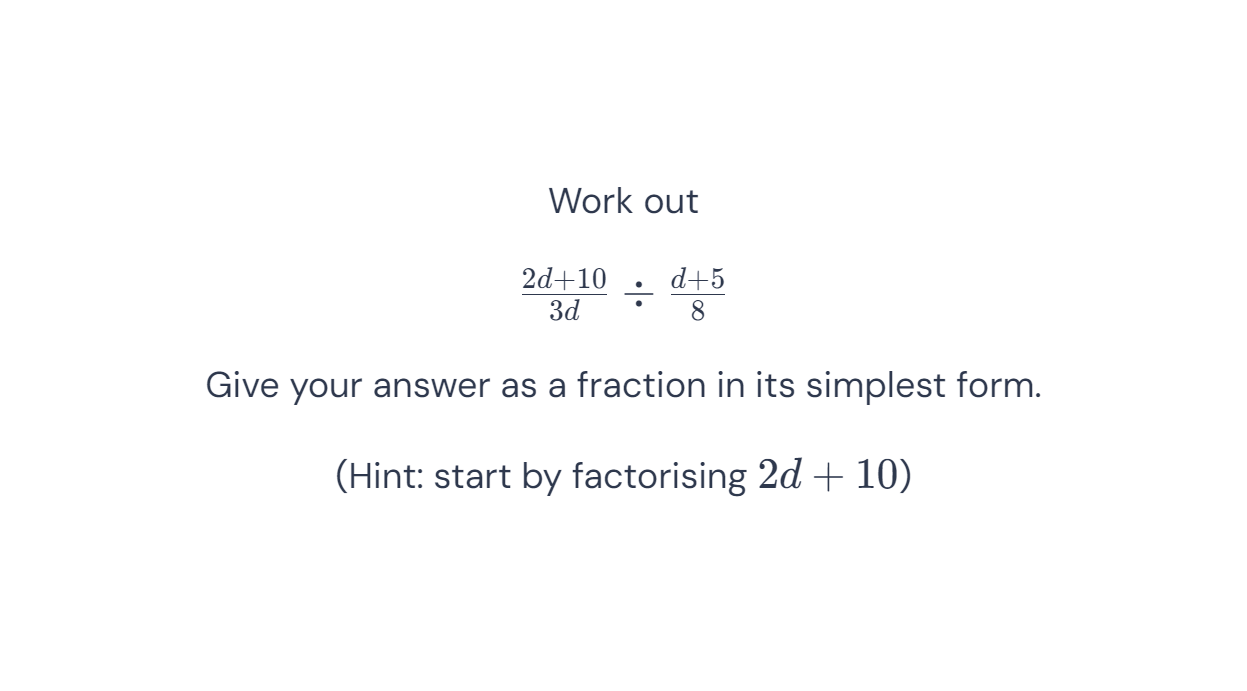 Work out
$\frac{2d+10}{3d} \div \frac{d+5}{8}$
Give your answer as a fraction in its simplest form.
(Hint: start by factorising $2d + 10$)